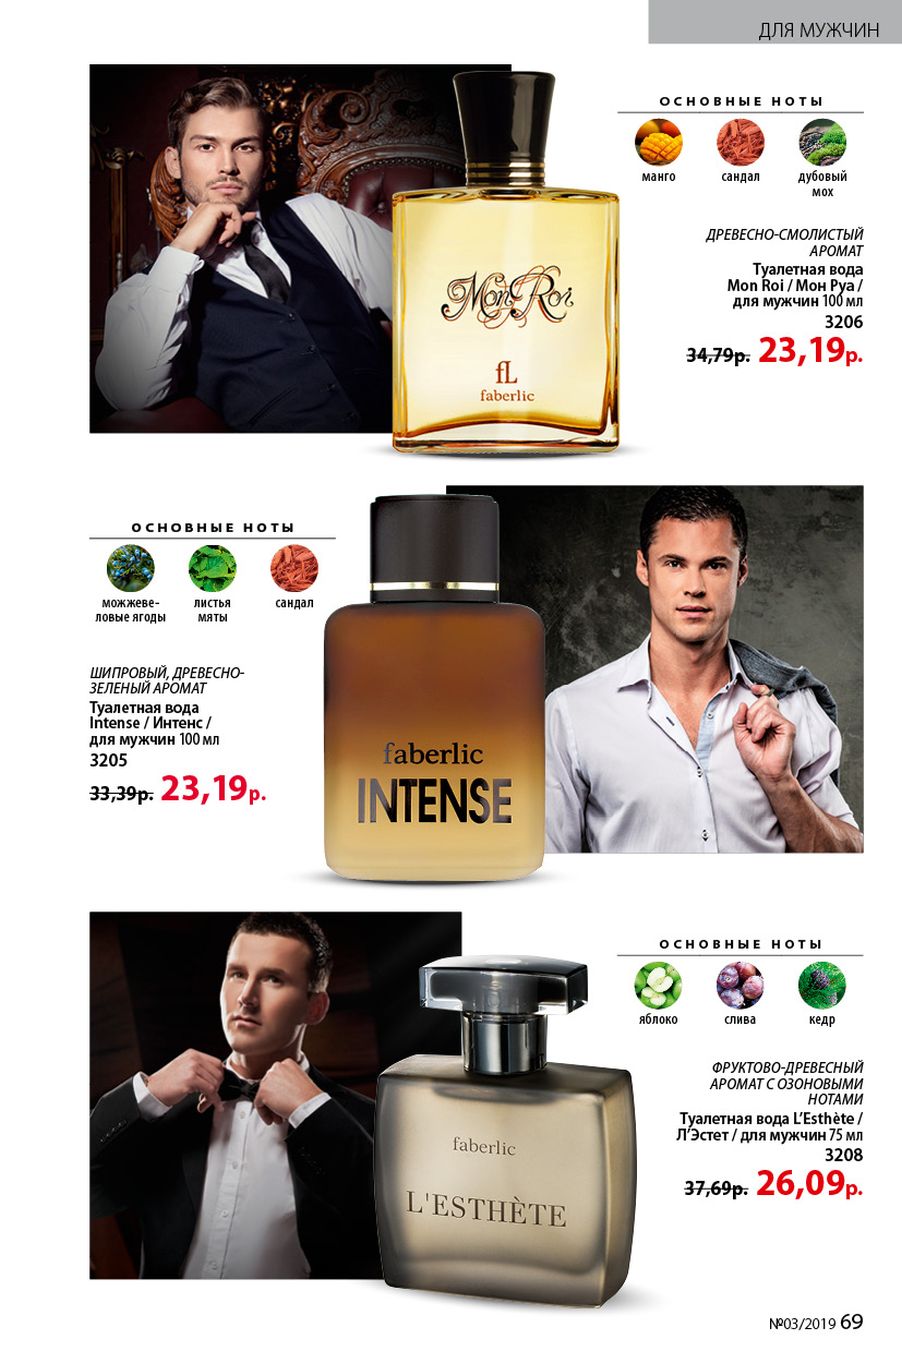 ДЛЯ МУЖЧИН
ОСНОВНЫЕ НОТЫ
манго
сандал
дубовый
мох
ДРЕВЕСНО-СМОЛИСТЫЙ
АРОМАТ
Туалетная вода
Mon Roi / Мон Руа /
для мужчин 100 мл
3206
34,79р. 23,19р.
Mon Roi
fL
faberlic
ОСНОВНЫЕ НОТЫ
можжеве-
ловые ягоды
листья
мяты
сандал
ШИПРОВЫЙ, ДРЕВЕСНО-
ЗЕЛЕНЫЙ АРОМАТ
Туалетная вода
Intense / Интенс /
для мужчин 100 мл
3205
33,39р. 23,19р.
faberlic
INTENSE
ОСНОВНЫЕ НОТЫ
яблоко
слива
кедр
ФРУКТОВО-ДРЕВЕСНЫЙ
АРОМАТ С ОЗОНОВЫМИ
НОТАМИ
Туалетная вода L’Esthète /
Л’Эстет / для мужчин 75 мл
3208
37,69р. 26,09р.
faberlic
L'ESTHÈTE
№03/2019 69